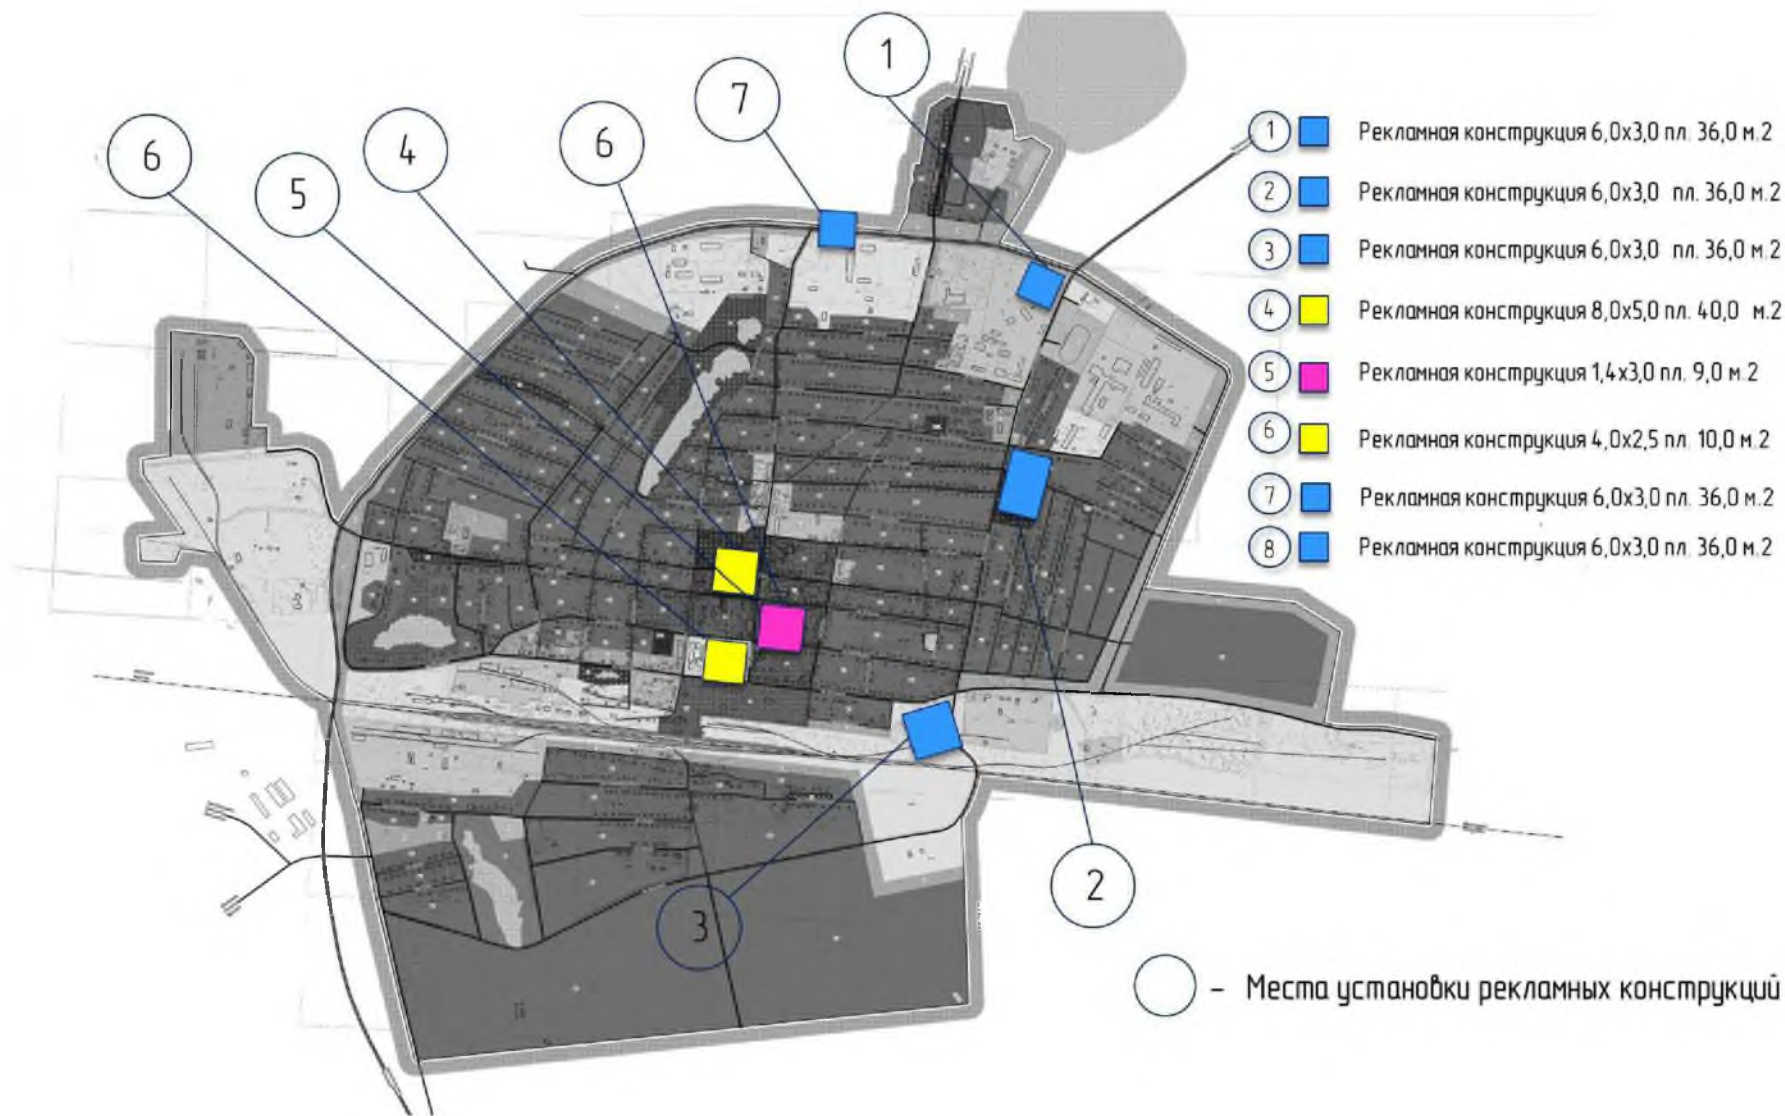 1
7
4
6
6
5
1 Рекламная конструкция 6,0х3,0 пл. 36,0 м.2
2 Рекламная конструкция 6,0х3,0 пл. 36,0 м.2
3 Рекламная конструкция 6,0х3,0 пл. 36,0 м.2
4 Рекламная конструкция 8,0х5,0 пл. 40,0 м.2
5 Рекламная конструкция 1,4х3,0 пл. 9,0 м.2
6 Рекламная конструкция 4,0х2,5 пл. 10,0 м.2
7 Рекламная конструкция 6,0х3,0 пл. 36,0 м.2
8 Рекламная конструкция 6,0х3,0 пл. 36,0 м.2
2
3
- Места установки рекламных конструкций